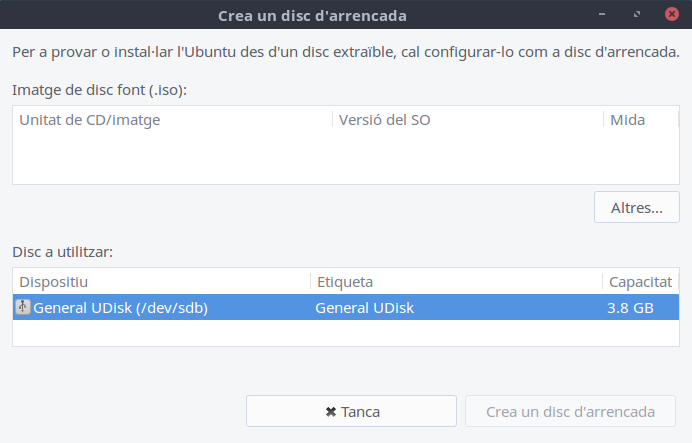 Crea un disc d'arrencada
Per a provar o instal·lar l'Ubuntu des d'un disc extraïble, cal configurar-lo com a disc d'arrencada.
Imatge de disc font (.iso):
Unitat de CD/imatge Versió del SO Mida
Altres...
Disc a utilitzar:
Dispositiu Etiqueta Capacitat
General UDisk (/dev/sdb) General UDisk 3.8 GB
✖ Tanca Crea un disc d'arrencada